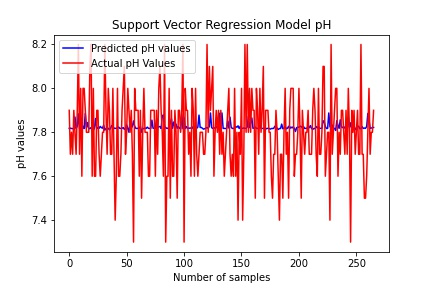 Support Vector Regression Model pH
8.2
8.0
7.8
7.6
7.4
pH values
Predicted pH values
Actual pH Values
0
50
100
150
200
250
Number of samples